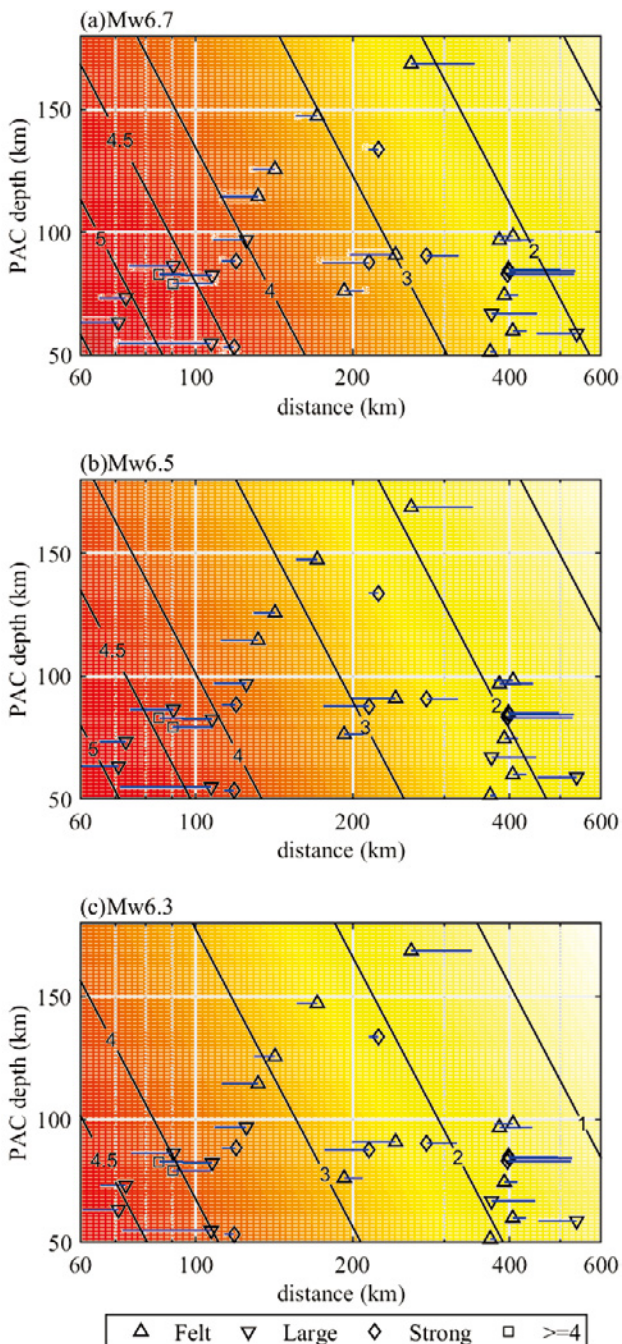 (a)Mw6.7
PAC depth (km)
150
100
50
4.5
5
4
3
2
60 100 200 400 600
distance (km)
(b)Mw6.5
PAC depth (km)
150
100
50
4.5
5
4
3
2
60 100 200 400 600
distance (km)
(c)Mw6.3
PAC depth (km)
150
100
50
4
4.5
3
2
1
60 100 200 400 600
distance (km)
Felt Large Strong >=4